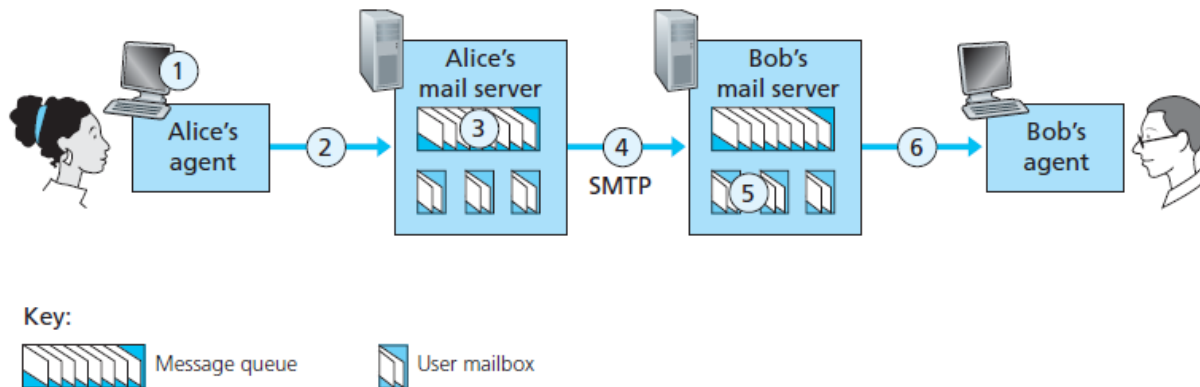 1
Alice's
agent
2
Alice's
mail server
3
4
SMTP
Bob's
mail server
5
6
Bob's
agent
Key:
Message queue
User mailbox